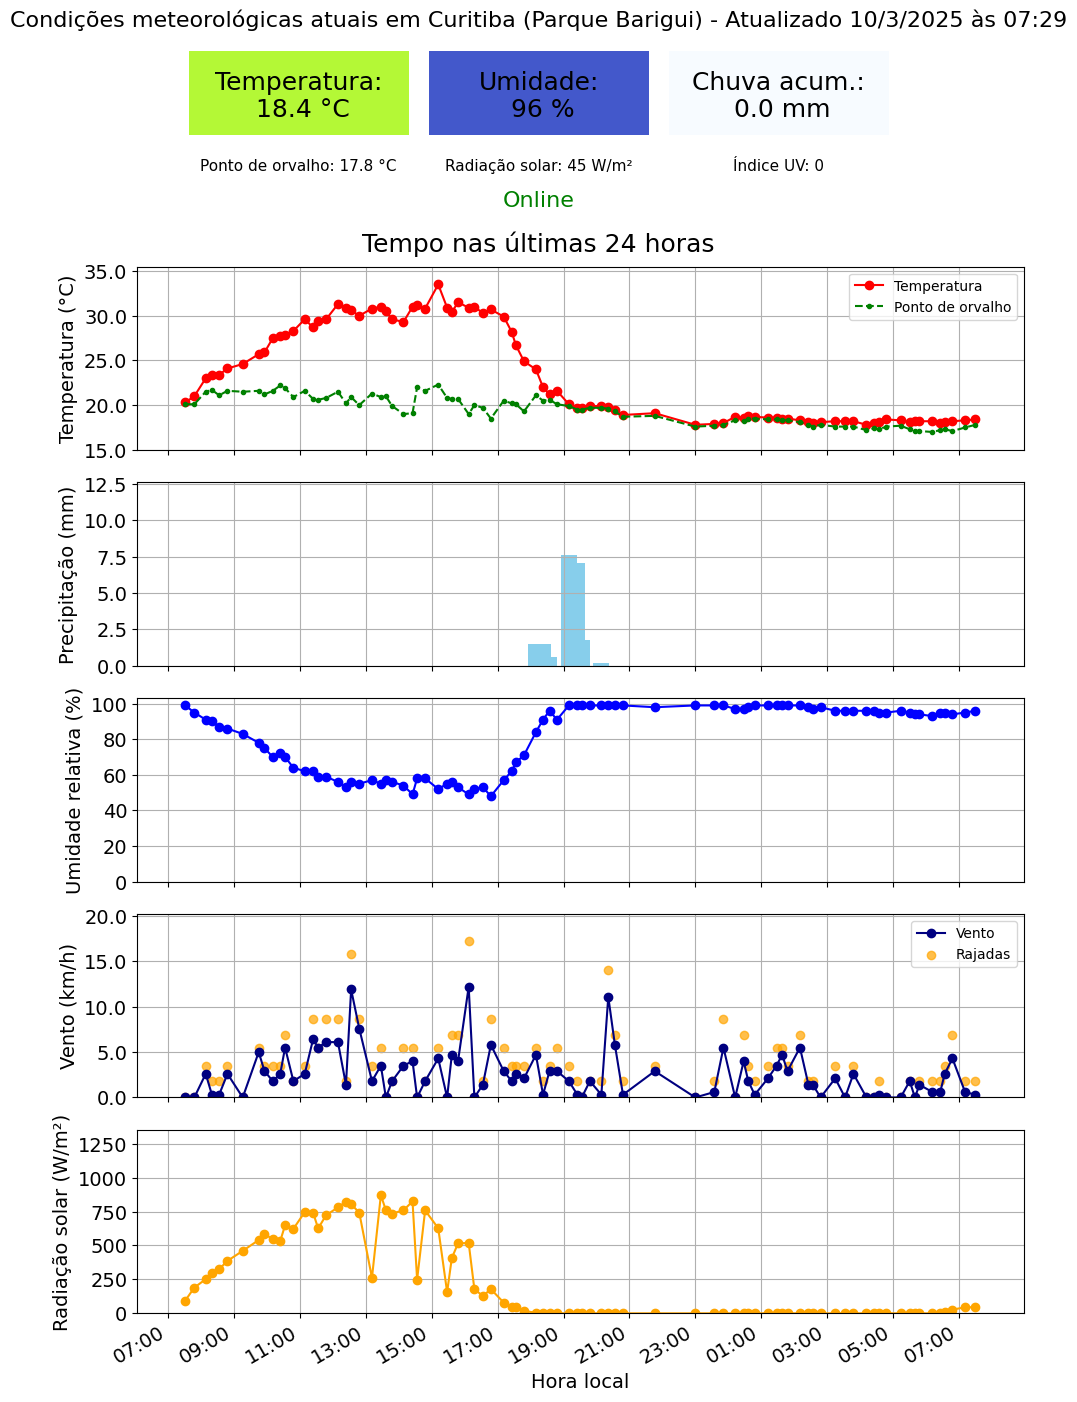 Condições meteorológicas atuais em Curitiba (Parque Barigui) - Atualizado 10/3/2025 às 07:29
Temperatura:
18.4 °C
Umidade:
96 %
Chuva acum.:
0.0 mm
Ponto de orvalho: 17.8 °C
Radiação solar: 45 W/m²
Índice UV: 0
Online
Tempo nas últimas 24 horas
Temperatura (°C)
35.0
30.0
25.0
20.0
15.0
Temperatura
Ponto de orvalho
Precipitação (mm)
12.5
10.0
7.5
5.0
2.5
0.0
Umidade relativa (%)
100
80
60
40
20
0
Vento (km/h)
20.0
15.0
10.0
5.0
0.0
Vento
Rajadas
Radiação solar (W/m²)
1250
1000
750
500
250
0
07:00 09:00 11:00 13:00 15:00 17:00 19:00 21:00 23:00 01:00 03:00 05:00 07:00
Hora local